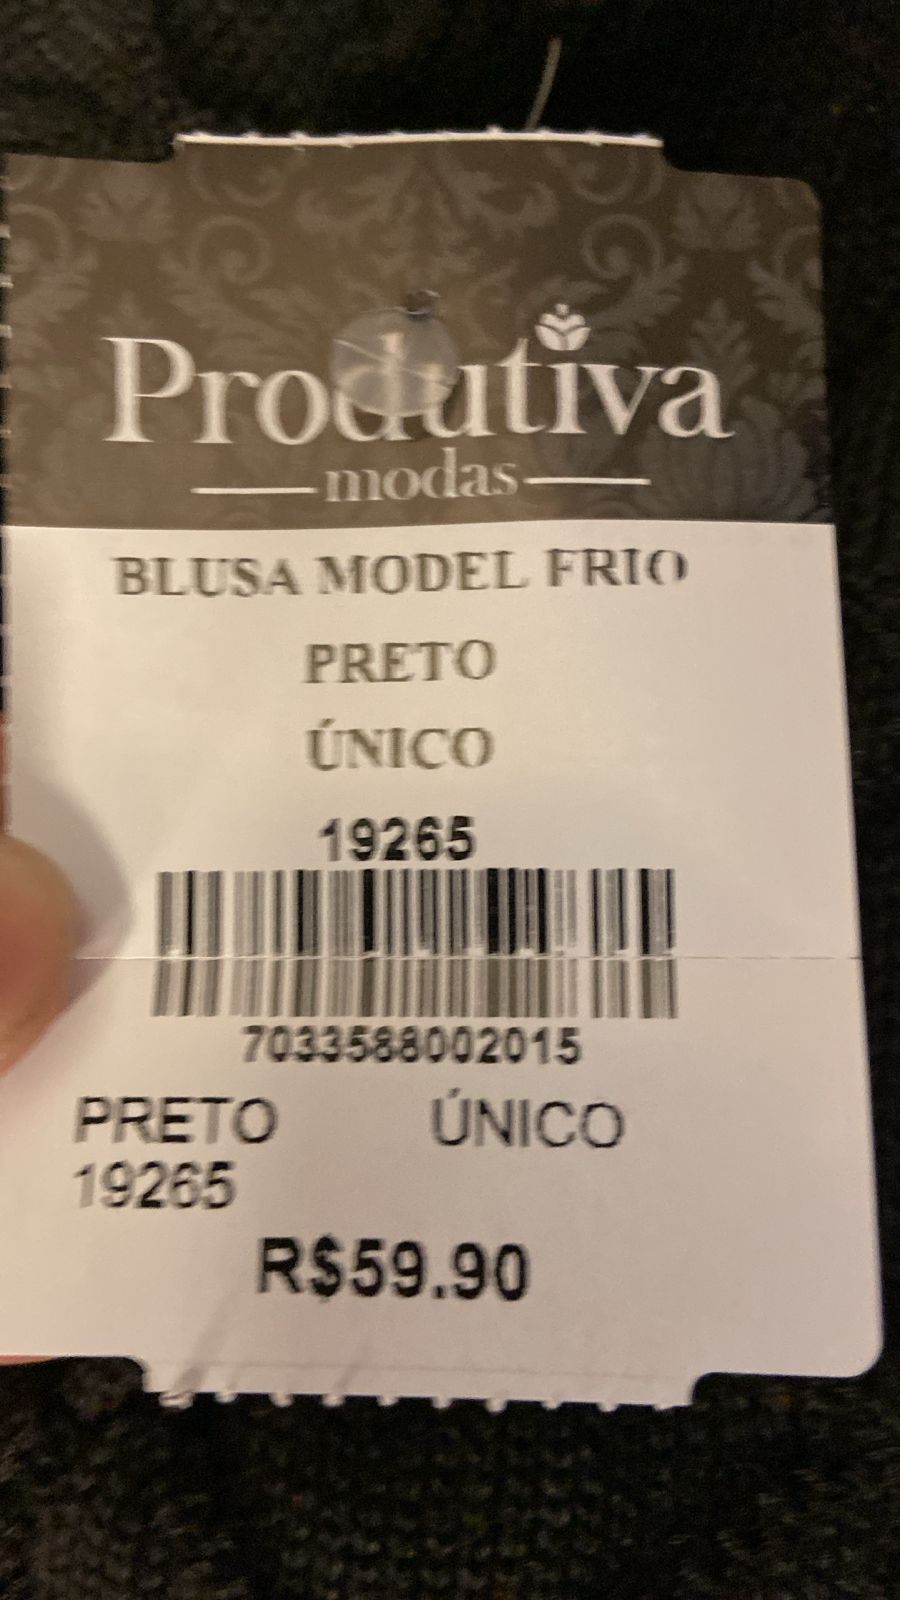 Produtiva
modas
BLUSA MODEL FRIO
PRETO
ÚNICO
19265
7033588002015
PRETO ÚNICO
19265
R$59.90